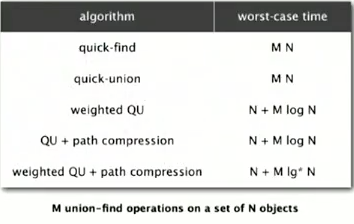 algorithm worst-case time
quick-find M N
quick-union M N
weighted QU N + M log N
QU + path compression N + M log N
weighted QU + path compression N + M lg* N
M union-find operations on a set of N objects